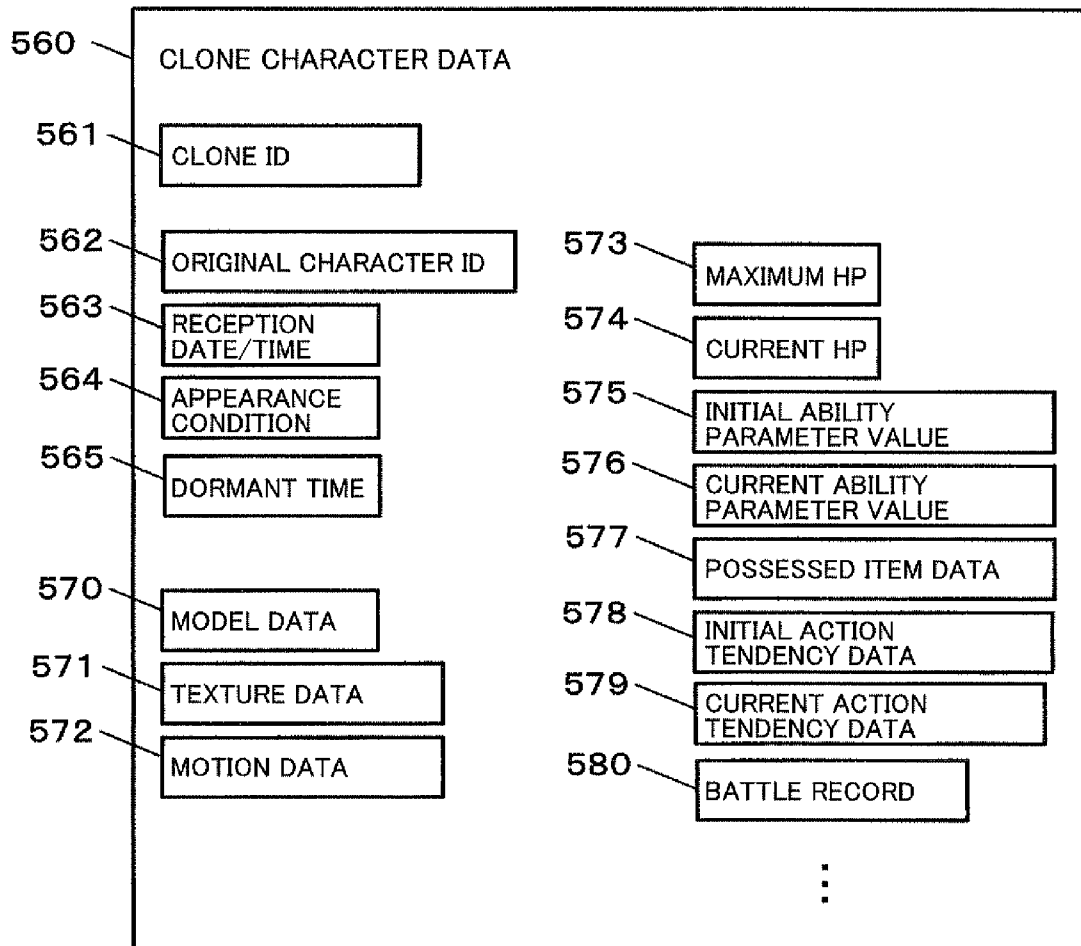 560
CLONE CHARACTER DATA
561
CLONE ID
562
ORIGINAL CHARACTER ID
563
RECEPTION
DATE/TIME
564
APPEARANCE
CONDITION
565
DORMANT TIME
570
MODEL DATA
571
TEXTURE DATA
572
MOTION DATA
573
MAXIMUM HP
574
CURRENT HP
575
INITIAL ABILITY
PARAMETER VALUE
576
CURRENT ABILITY
PARAMETER VALUE
577
POSSESSED ITEM DATA
578
INITIAL ACTION
TENDENCY DATA
579
CURRENT ACTION
TENDENCY DATA
580
BATTLE RECORD